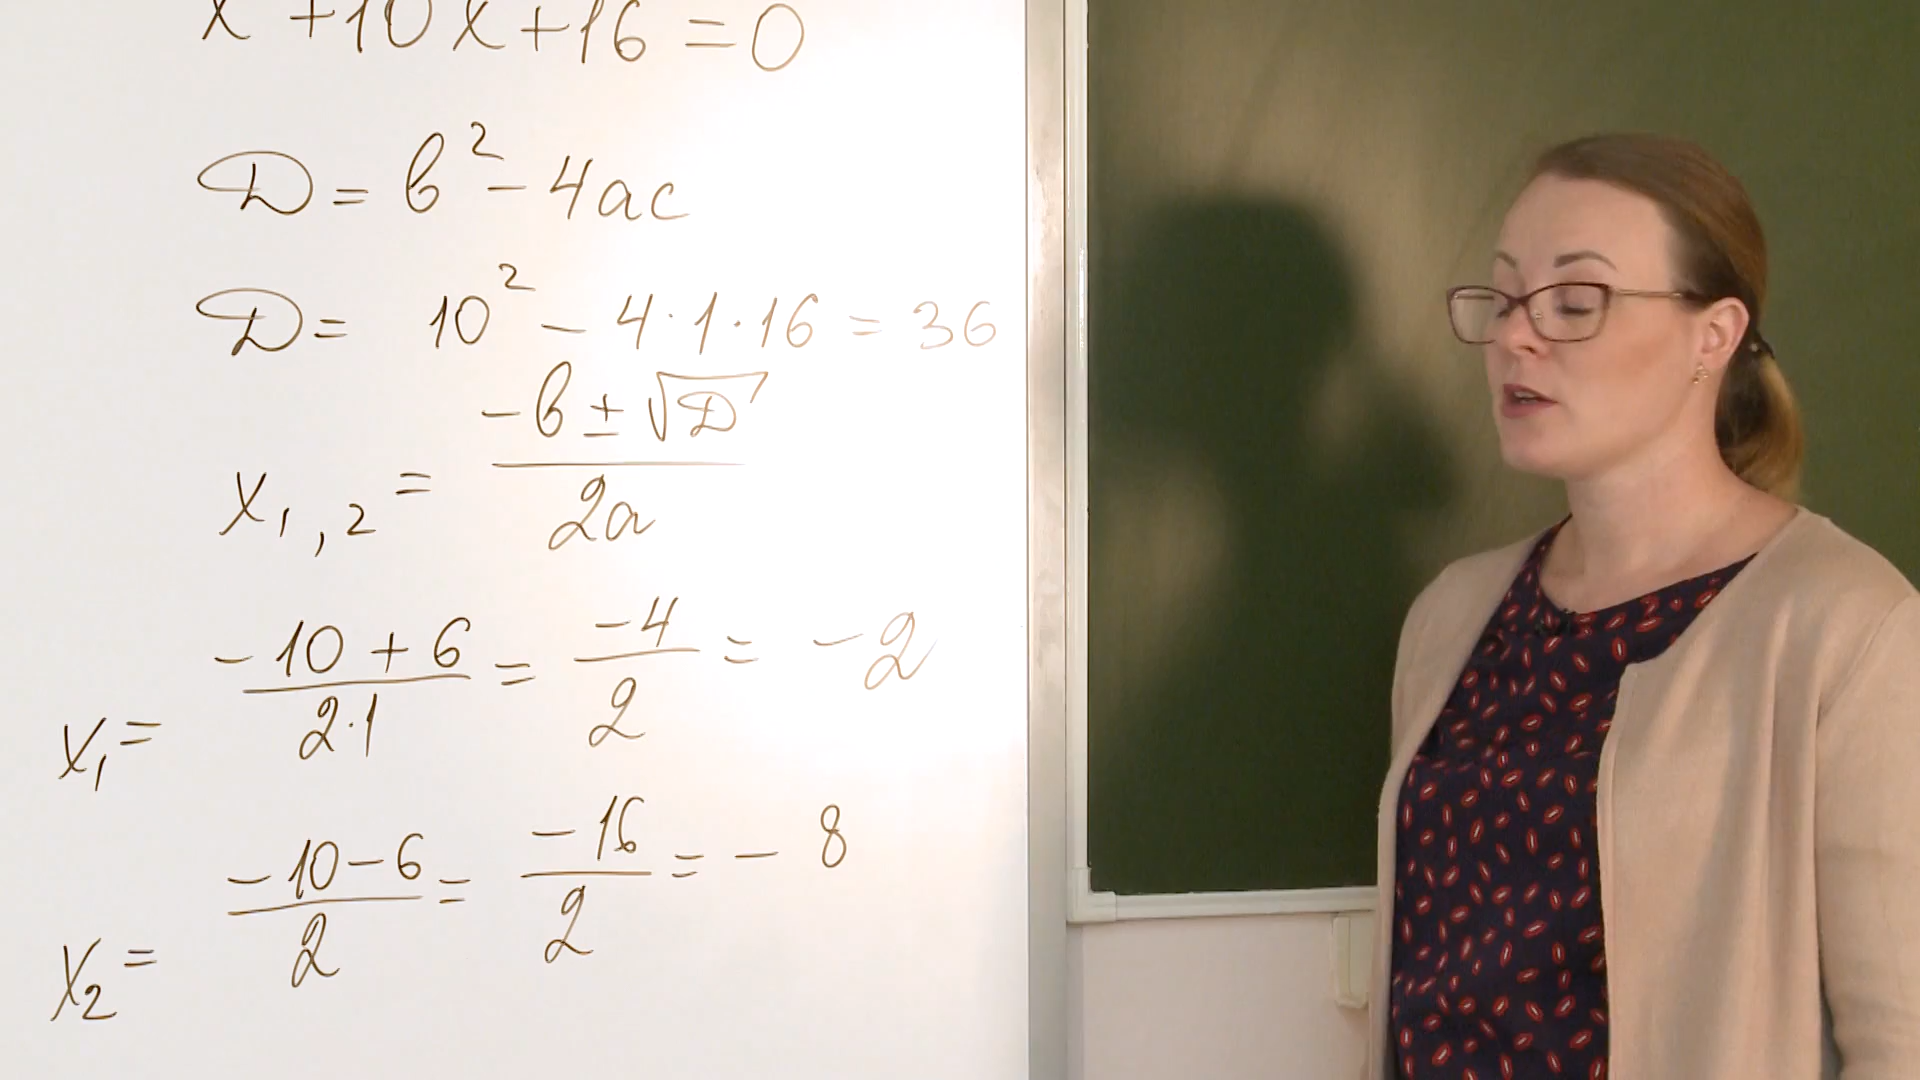 x + 10x + 16 = 0
D = b² - 4ac
D = 10² - 4 · 1 · 16 = 36
x₁,₂ = (-b ± √D) / 2a
x₁ = (-10 + 6) / (2·1) = -4/2 = -2
x₂ = (-10 - 6) / 2 = -16/2 = -8